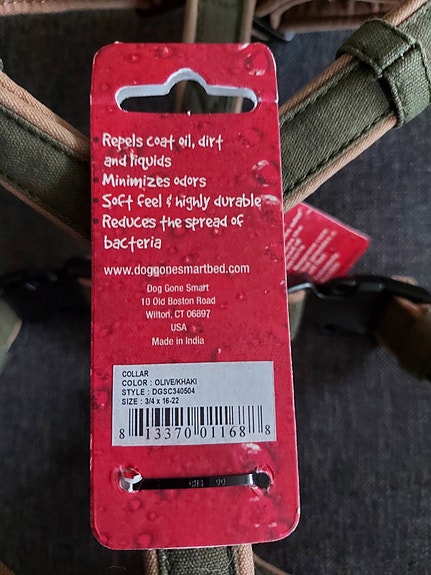 Repels coat oil, dirt
and liquids
Minimizes odors
Soft feel & highly durable
Reduces the spread of
bacteria
www.doggonesmartbed.com
Dog Gone Smart
10 Old Boston Road
Wilton, CT 06897
USA
Made in India
COLLAR
COLOR : OLIVE/KHAKI
STYLE : DGSC340504
SIZE : 3/4 x 16-22
8 13370 01168 8